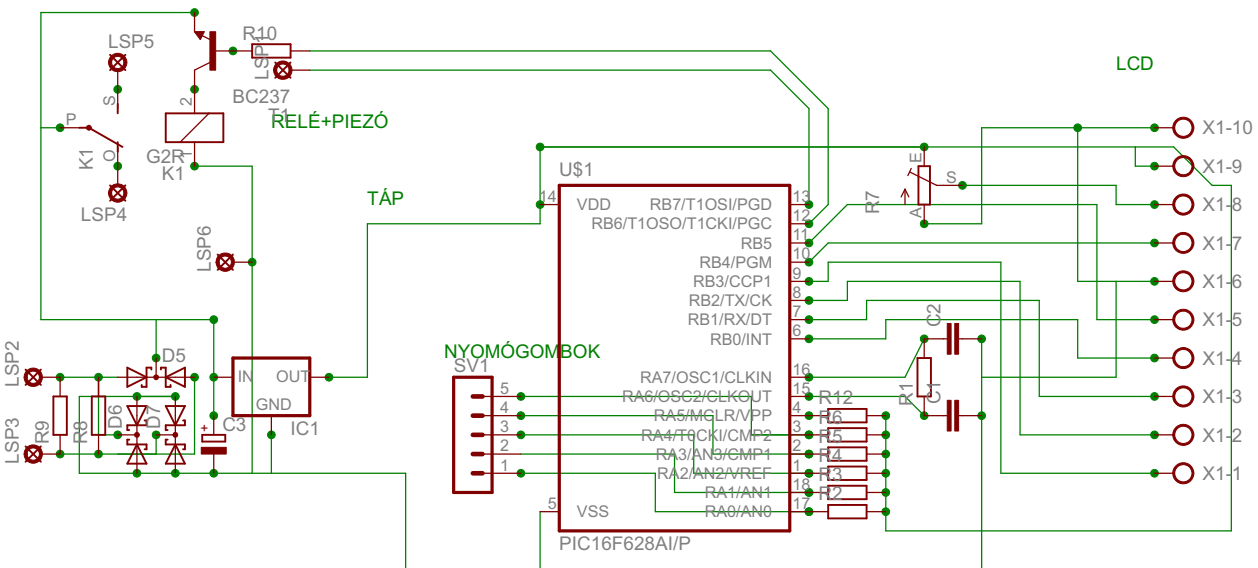 LSP5
R10
LSP1
LCD
BC237
T1
RELÉ+PIEZÓ
2
S
P
O
K1
1
G2R
K1
LSP4
X1-10
X1-9
X1-8
X1-7
X1-6
X1-5
X1-4
X1-3
X1-2
X1-1
TÁP
LSP6
U$1
14
VDD
RB7/T1OSI/PGD
13
RB6/T1OSO/T1CKI/PGC
12
RB5
11
RB4/PGM
10
RB3/CCP1
9
RB2/TX/CK
8
RB1/RX/DT
7
RB0/INT
6
RA7/OSC1/CLKIN
16
RA6/OSC2/CLKOUT
15
RA5/MCLR/VPP
4
RA4/T0CKI/CMP2
3
RA3/AN3/CMP1
2
RA2/AN2/VREF
1
RA1/AN1
18
RA0/AN0
17
5
VSS
PIC16F628AI/P
E
S
A
R7
C2
R1
C1
R12
R6
R5
R4
R3
R2
NYOMÓGOMBOK
SV1
5
4
3
2
1
LSP2
LSP3
D5
D6
D7
R9
R8
IN
OUT
GND
IC1
+
C3